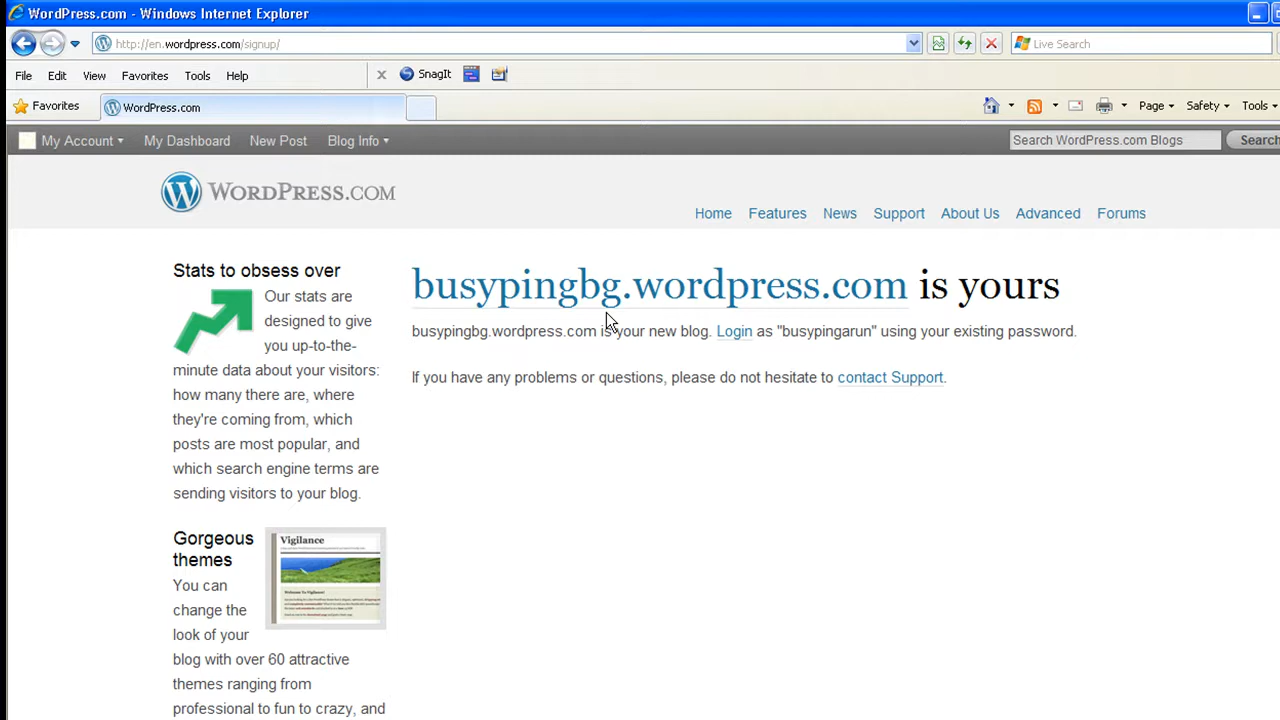 WordPress.com - Windows Internet Explorer
http://en.wordpress.com/signup/
Live Search
File Edit View Favorites Tools Help
SnagIt
Favorites
WordPress.com
Page Safety Tools
My Account My Dashboard New Post Blog Info
Search WordPress.com Blogs
Search
WORDPRESS.COM
Home Features News Support About Us Advanced Forums
Stats to obsess over
Our stats are
designed to give
you up-to-the-
minute data about your visitors:
how many there are, where
they're coming from, which
posts are most popular, and
which search engine terms are
sending visitors to your blog.
Gorgeous
themes
Vigilance
You can
change the
look of your
blog with over 60 attractive
themes ranging from
professional to fun to crazy, and
busypingbg.wordpress.com is yours
busypingbg.wordpress.com is your new blog. Login as "busypingarun" using your existing password.
If you have any problems or questions, please do not hesitate to contact Support.